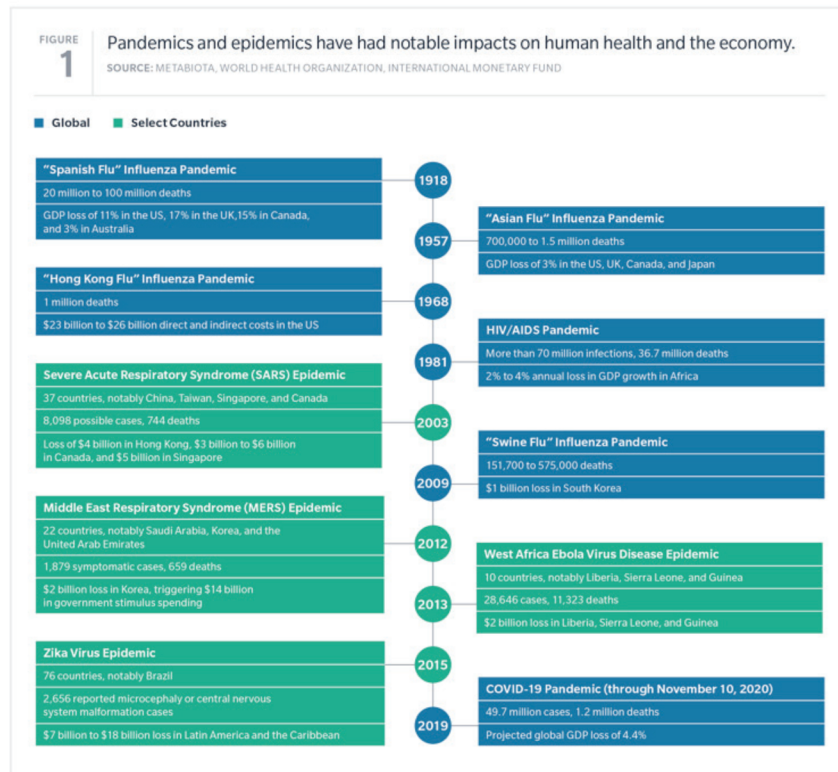 FIGURE
1
Pandemics and epidemics have had notable impacts on human health and the economy.
SOURCE: METABIOTA, WORLD HEALTH ORGANIZATION, INTERNATIONAL MONETARY FUND
Global
Select Countries
"Spanish Flu" Influenza Pandemic
20 million to 100 million deaths
GDP loss of 11% in the US, 17% in the UK,15% in Canada,
and 3% in Australia
1918
1957
"Asian Flu" Influenza Pandemic
700,000 to 1.5 million deaths
GDP loss of 3% in the US, UK, Canada, and Japan
"Hong Kong Flu" Influenza Pandemic
1 million deaths
$23 billion to $26 billion direct and indirect costs in the US
1968
1981
HIV/AIDS Pandemic
More than 70 million infections, 36.7 million deaths
2% to 4% annual loss in GDP growth in Africa
Severe Acute Respiratory Syndrome (SARS) Epidemic
37 countries, notably China, Taiwan, Singapore, and Canada
8,098 possible cases, 744 deaths
Loss of $4 billion in Hong Kong, $3 billion to $6 billion
in Canada, and $5 billion in Singapore
2003
2009
"Swine Flu" Influenza Pandemic
151,700 to 575,000 deaths
$1 billion loss in South Korea
Middle East Respiratory Syndrome (MERS) Epidemic
22 countries, notably Saudi Arabia, Korea, and the
United Arab Emirates
1,879 symptomatic cases, 659 deaths
$2 billion loss in Korea, triggering $14 billion
in government stimulus spending
2012
2013
West Africa Ebola Virus Disease Epidemic
10 countries, notably Liberia, Sierra Leone, and Guinea
28,646 cases, 11,323 deaths
$2 billion loss in Liberia, Sierra Leone, and Guinea
Zika Virus Epidemic
76 countries, notably Brazil
2,656 reported microcephaly or central nervous
system malformation cases
$7 billion to $18 billion loss in Latin America and the Caribbean
2015
2019
COVID-19 Pandemic (through November 10, 2020)
49.7 million cases, 1.2 million deaths
Projected global GDP loss of 4.4%